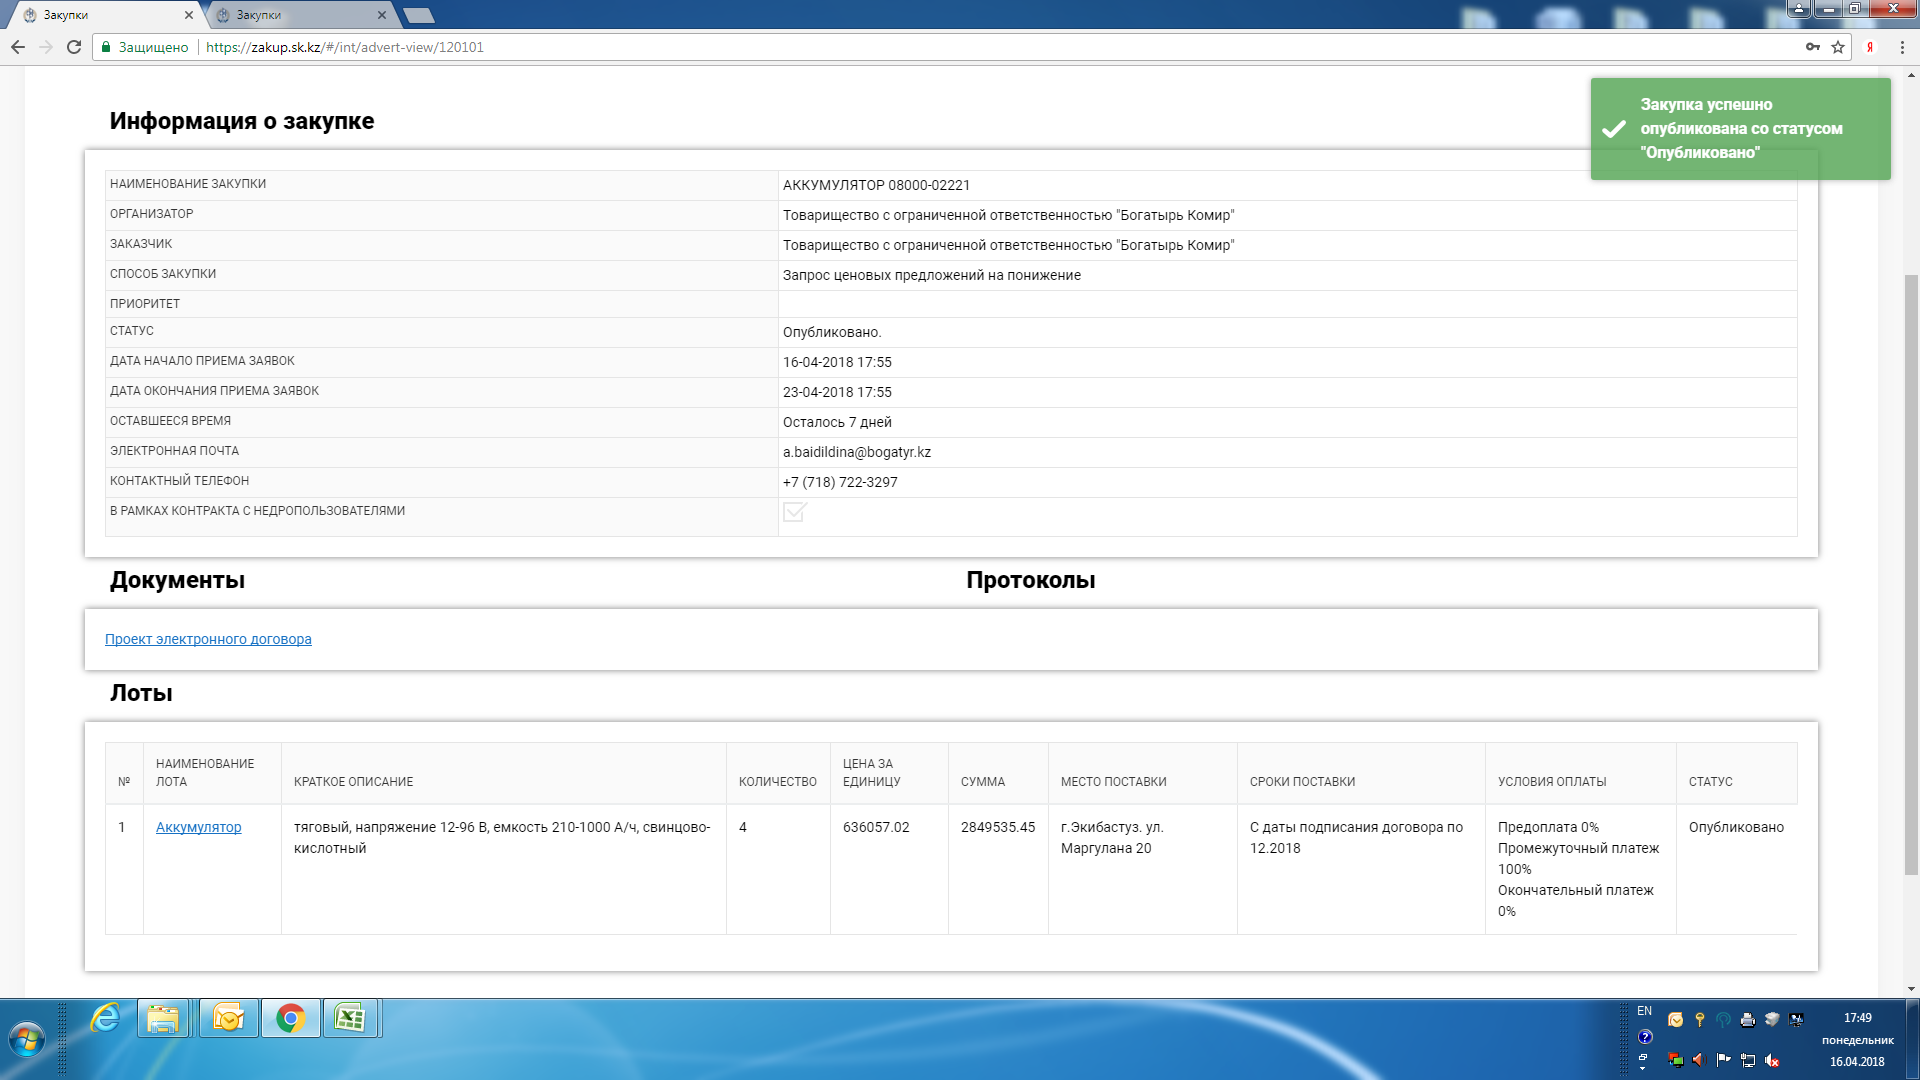 Закупки
Закупки
Защищено
https://zakup.sk.kz/#/int/advert-view/120101
Я
Закупка успешно
опубликована со статусом
"Опубликовано"
Информация о закупке
НАИМЕНОВАНИЕ ЗАКУПКИ АККУМУЛЯТОР 08000-02221
ОРГАНИЗАТОР Товарищество с ограниченной ответственностью "Богатырь Комир"
ЗАКАЗЧИК Товарищество с ограниченной ответственностью "Богатырь Комир"
СПОСОБ ЗАКУПКИ Запрос ценовых предложений на понижение
ПРИОРИТЕТ
СТАТУС Опубликовано.
ДАТА НАЧАЛО ПРИЕМА ЗАЯВОК 16-04-2018 17:55
ДАТА ОКОНЧАНИЯ ПРИЕМА ЗАЯВОК 23-04-2018 17:55
ОСТАВШЕЕСЯ ВРЕМЯ Осталось 7 дней
ЭЛЕКТРОННАЯ ПОЧТА a.baidildina@bogatyr.kz
КОНТАКТНЫЙ ТЕЛЕФОН +7 (718) 722-3297
В РАМКАХ КОНТРАКТА С НЕДРОПОЛЬЗОВАТЕЛЯМИ
Документы Протоколы
Проект электронного договора
Лоты
№ НАИМЕНОВАНИЕ ЛОТА КРАТКОЕ ОПИСАНИЕ КОЛИЧЕСТВО ЦЕНА ЗА ЕДИНИЦУ СУММА МЕСТО ПОСТАВКИ СРОКИ ПОСТАВКИ УСЛОВИЯ ОПЛАТЫ СТАТУС
1 Аккумулятор тяговый, напряжение 12-96 В, емкость 210-1000 А/ч, свинцово- 4 636057.02 2849535.45 г.Экибастуз. ул. С даты подписания договора по Предоплата 0% Опубликовано
кислотный Маргулана 20 12.2018 Промежуточный платеж
100%
Окончательный платеж
0%
EN
17:49
понедельник
16.04.2018